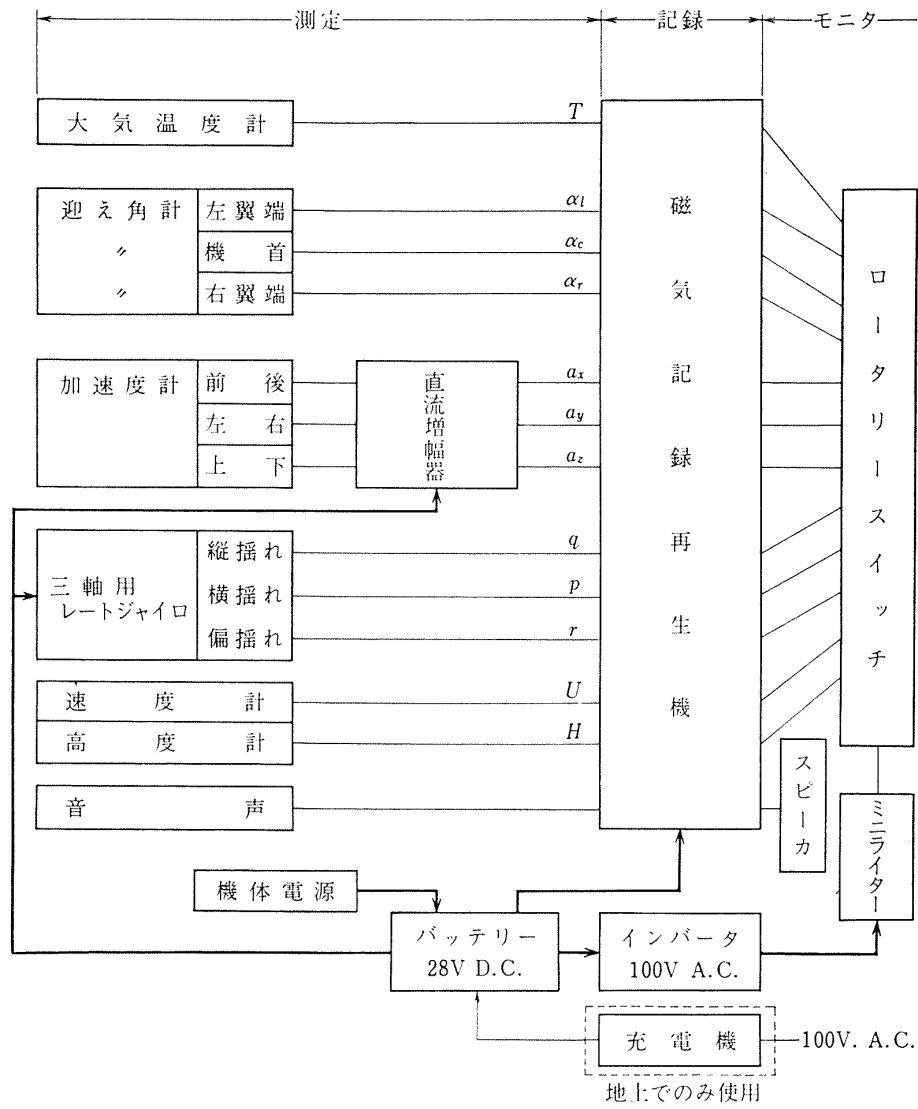 測定 記録 モニタ
大気温度計 T
迎え角計 左翼端 αl
〃 機首 αc
〃 右翼端 αr
加速度計 前後 ax
左右 ay
上下 az
直流増幅器
三軸用
レートジャイロ
縦揺れ q
横揺れ p
偏揺れ r
速度計 U
高度計 H
音声
磁気記録再生機
ロータリースイッチ
スピーカ
ミニライター
機体電源
バッテリー
28V D.C.
インバータ
100V A.C.
充電機
100V. A.C.
地上でのみ使用